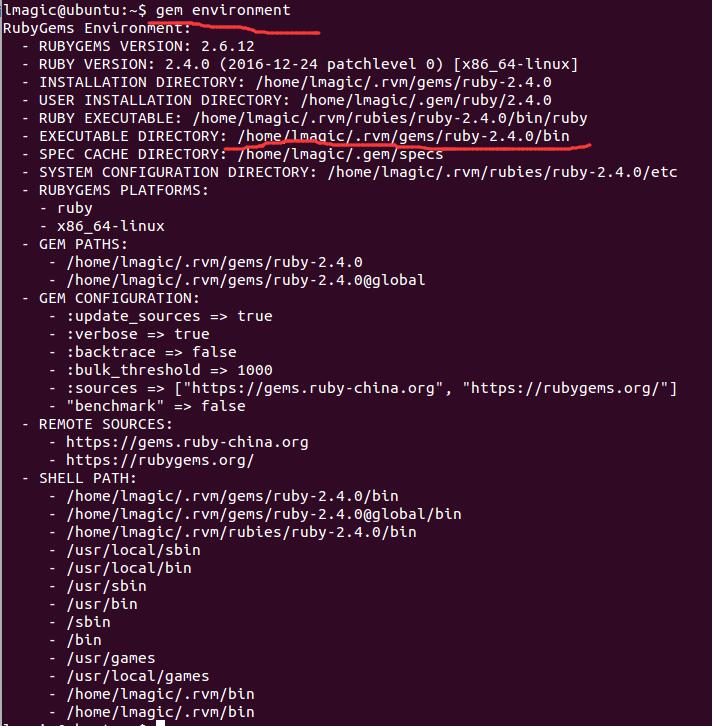 lmagic@ubuntu:~$ gem environment
RubyGems Environment:
  - RUBYGEMS VERSION: 2.6.12
  - RUBY VERSION: 2.4.0 (2016-12-24 patchlevel 0) [x86_64-linux]
  - INSTALLATION DIRECTORY: /home/lmagic/.rvm/gems/ruby-2.4.0
  - USER INSTALLATION DIRECTORY: /home/lmagic/.gem/ruby/2.4.0
  - RUBY EXECUTABLE: /home/lmagic/.rvm/rubies/ruby-2.4.0/bin/ruby
  - EXECUTABLE DIRECTORY: /home/lmagic/.rvm/gems/ruby-2.4.0/bin
  - SPEC CACHE DIRECTORY: /home/lmagic/.gem/specs
  - SYSTEM CONFIGURATION DIRECTORY: /home/lmagic/.rvm/rubies/ruby-2.4.0/etc
  - RUBYGEMS PLATFORMS:
    - ruby
    - x86_64-linux
  - GEM PATHS:
     - /home/lmagic/.rvm/gems/ruby-2.4.0
     - /home/lmagic/.rvm/gems/ruby-2.4.0@global
  - GEM CONFIGURATION:
     - :update_sources => true
     - :verbose => true
     - :backtrace => false
     - :bulk_threshold => 1000
     - :sources => ["https://gems.ruby-china.org", "https://rubygems.org/"]
     - "benchmark" => false
  - REMOTE SOURCES:
     - https://gems.ruby-china.org
     - https://rubygems.org/
  - SHELL PATH:
     - /home/lmagic/.rvm/gems/ruby-2.4.0/bin
     - /home/lmagic/.rvm/gems/ruby-2.4.0@global/bin
     - /home/lmagic/.rvm/rubies/ruby-2.4.0/bin
     - /usr/local/sbin
     - /usr/local/bin
     - /usr/sbin
     - /usr/bin
     - /sbin
     - /bin
     - /usr/games
     - /usr/local/games
     - /home/lmagic/.rvm/bin
     - /home/lmagic/.rvm/bin
lmagic@ubuntu:~$